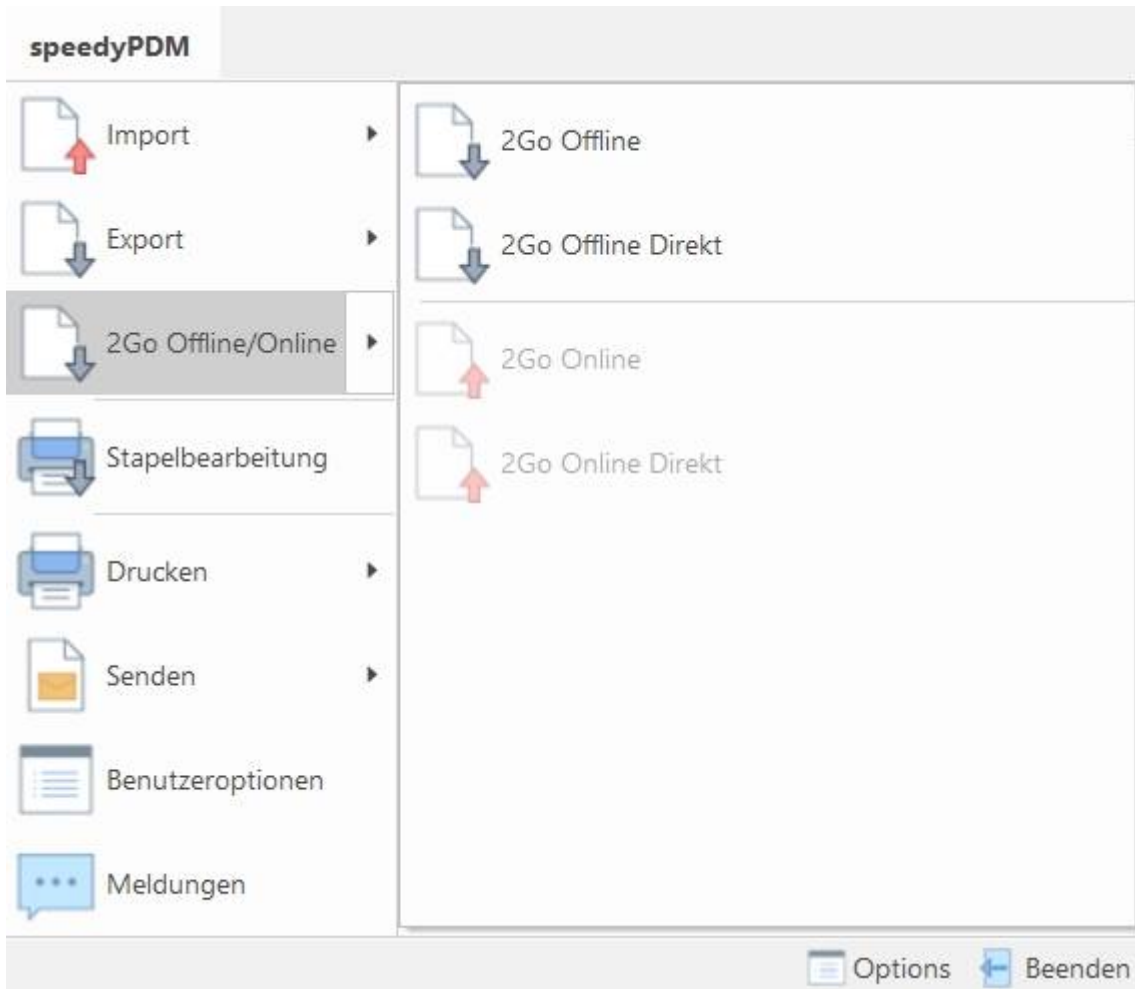 speedyPDM
Import
Export
2Go Offline/Online
Stapelbearbeitung
Drucken
Senden
Benutzeroptionen
Meldungen
2Go Offline
2Go Offline Direkt
2Go Online
2Go Online Direkt
Options
Beenden